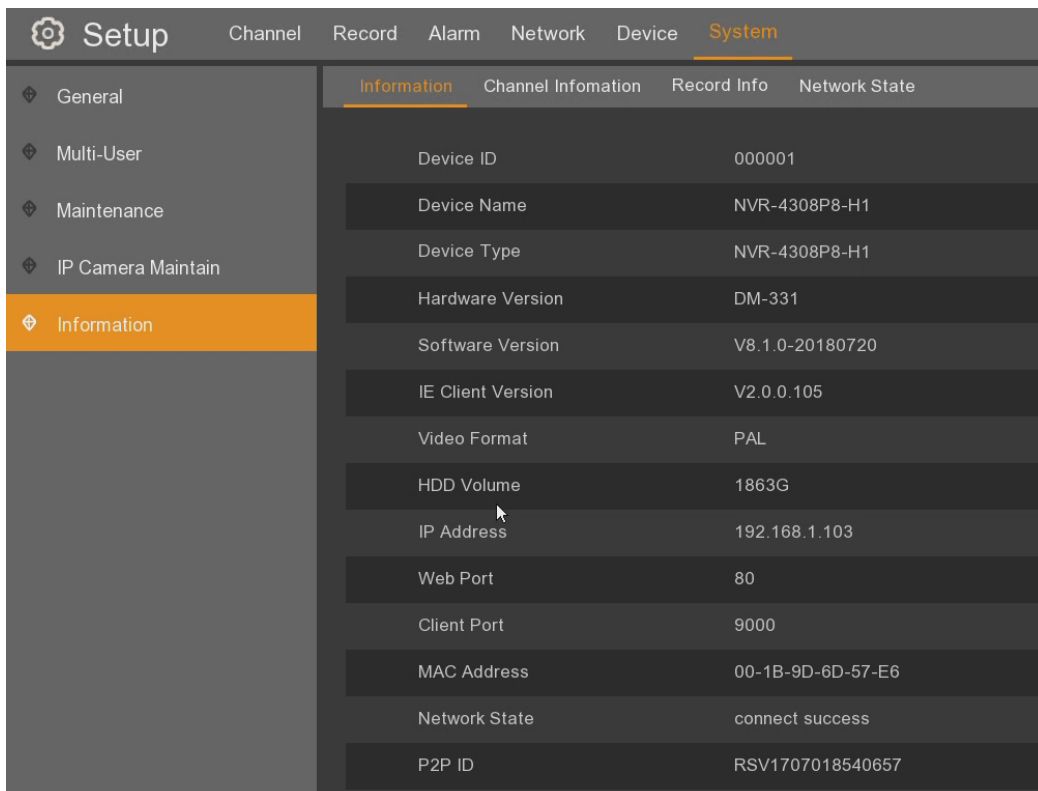 Setup Channel Record Alarm Network Device System
General
Multi-User
Maintenance
IP Camera Maintain
Information
Information Channel Infomation Record Info Network State
Device ID 000001
Device Name NVR-4308P8-H1
Device Type NVR-4308P8-H1
Hardware Version DM-331
Software Version V8.1.0-20180720
IE Client Version V2.0.0.105
Video Format PAL
HDD Volume 1863G
IP Address 192.168.1.103
Web Port 80
Client Port 9000
MAC Address 00-1B-9D-6D-57-E6
Network State connect success
P2P ID RSV1707018540657